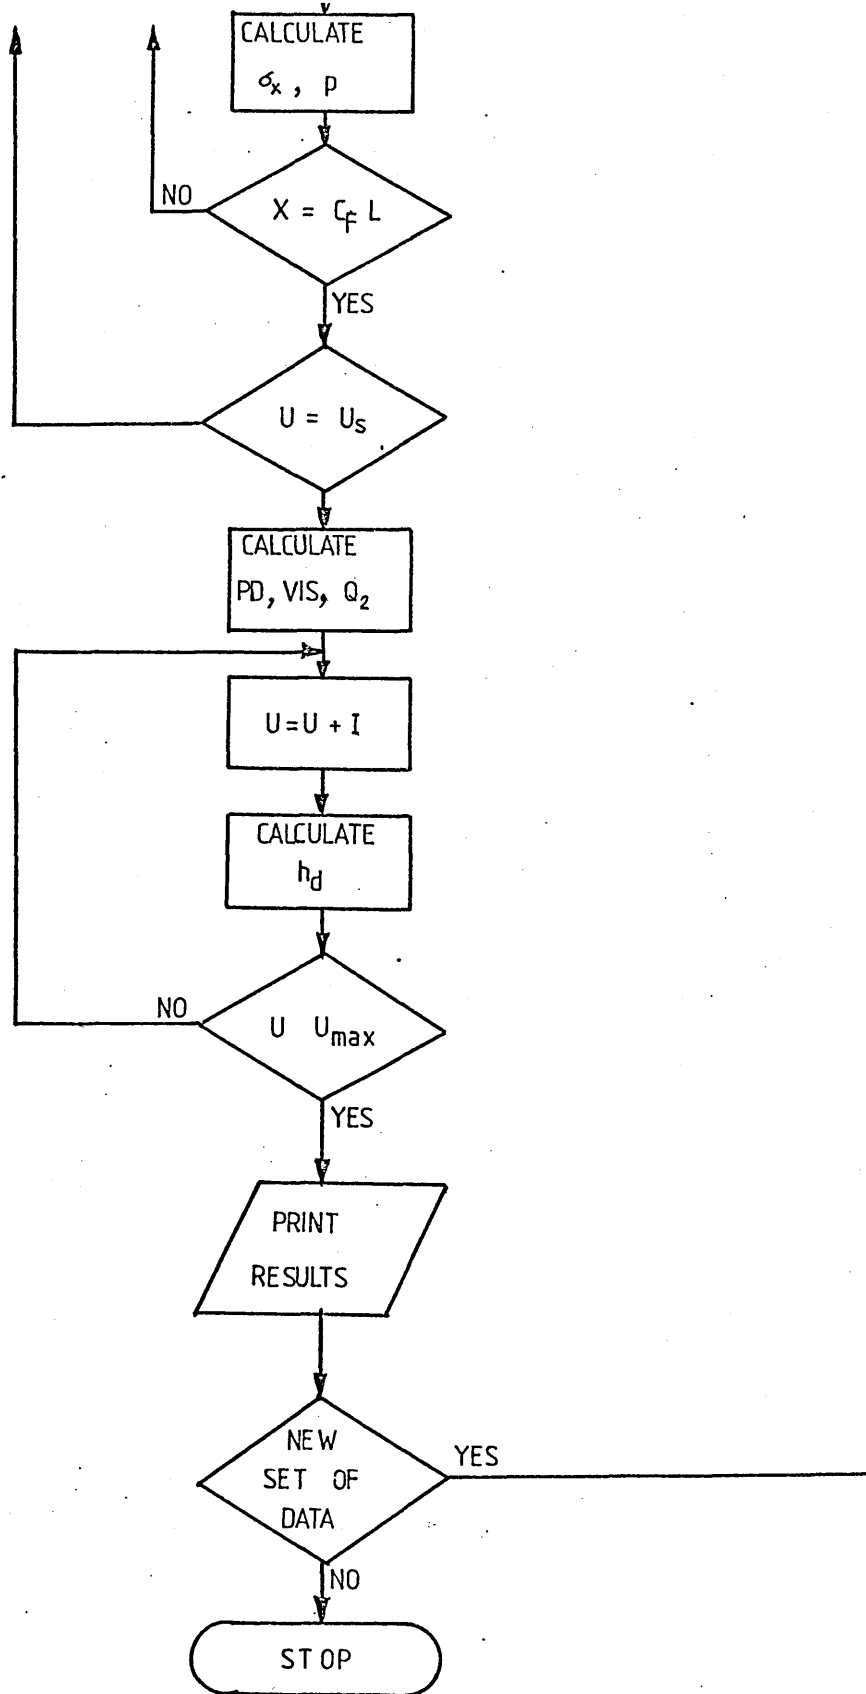 CALCULATE
σx, p
NO
X = CF L
YES
U = Us
CALCULATE
PD, VIS, Q2
U=U+I
CALCULATE
hd
NO
U Umax
YES
PRINT
RESULTS
NEW
SET OF
DATA
YES
NO
STOP